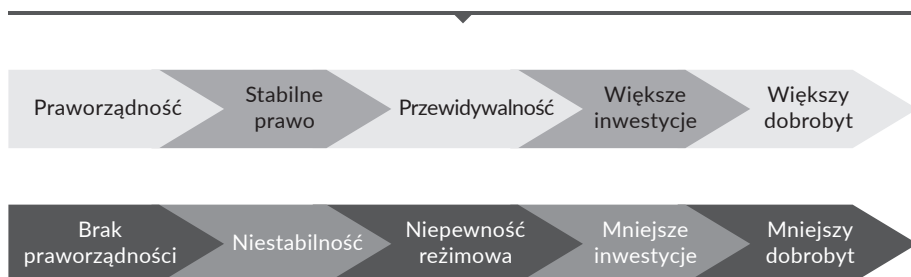 Praworządność
Stabilne
prawo
Przewidywalność
Większe
inwestycje
Większy
dobrobyt
Brak
praworządności
Niestabilność
Niepewność
reżimowa
Mniejsze
inwestycje
Mniejszy
dobrobyt